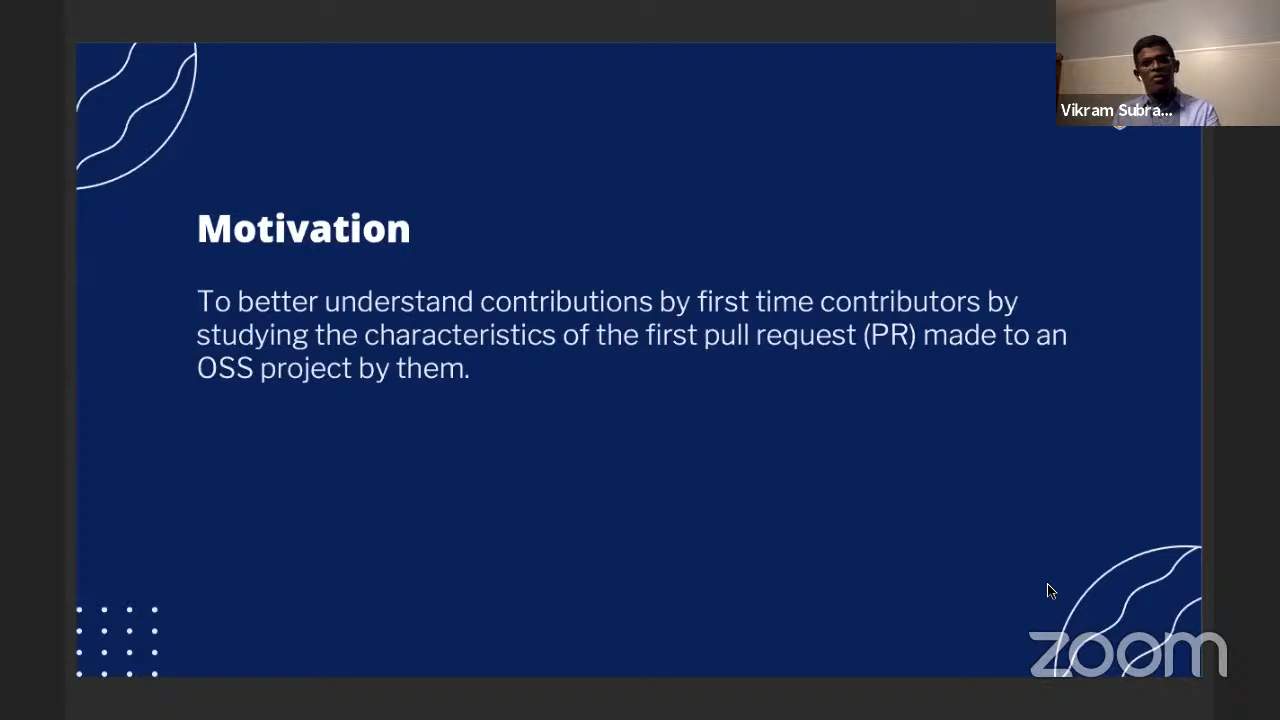 Vikram Subra...
Motivation
To better understand contributions by first time contributors by
studying the characteristics of the first pull request (PR) made to an
OSS project by them.
zoom